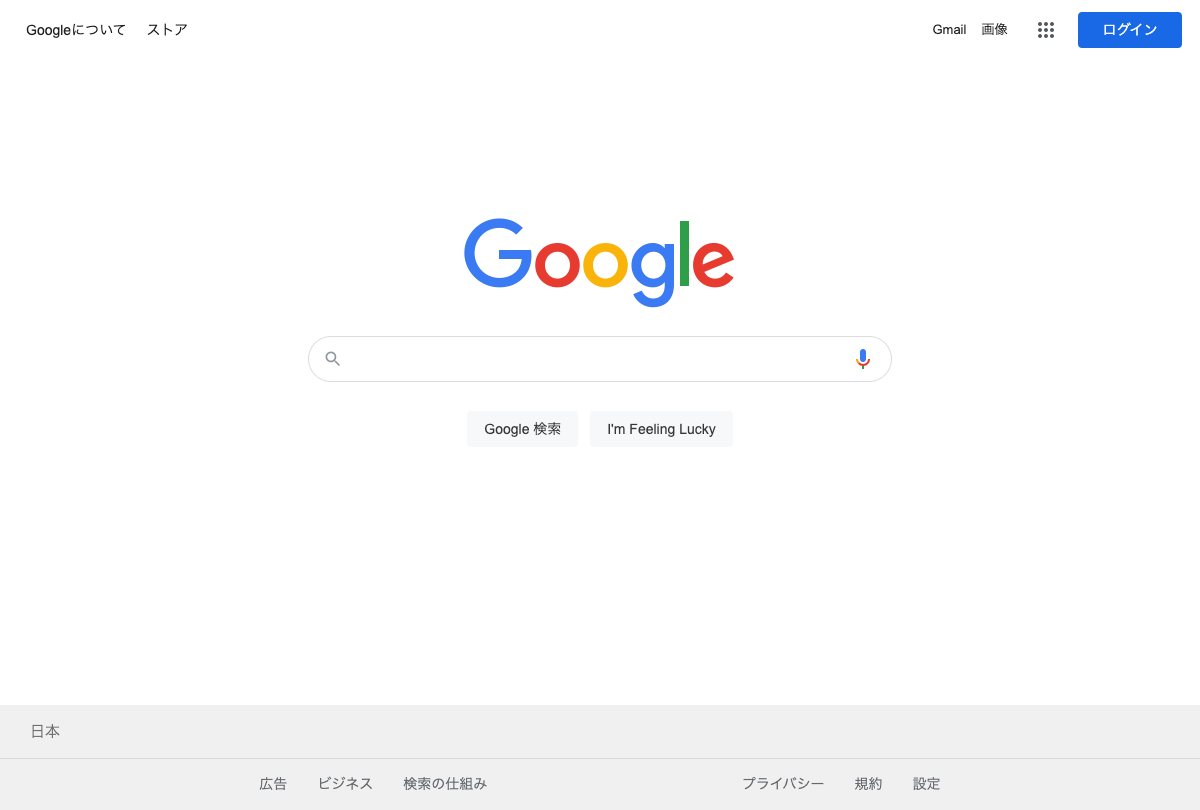 Googleについて ストア Gmail 画像 ログイン
Google
Google 検索 I'm Feeling Lucky
日本
広告 ビジネス 検索の仕組み プライバシー 規約 設定